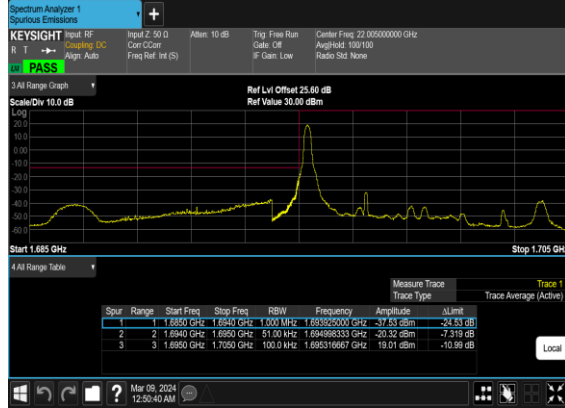 Spectrum Analyzer 1
Spurious Emissions
KEYSIGHT Input: RF Input Z: 50 Ω Atten: 10 dB Trig: Free Run Center Freq: 22.005000000 GHz
R T Coupling: DC Corr CCorr Gate: Off Avg|Hold: 100/100
Align: Auto Freq Ref: Int (S) IF Gain: Low Radio Std: None
PASS
3 All Range Graph Ref Lvl Offset 25.60 dB
Scale/Div 10.0 dB Ref Value 30.00 dBm
Log
20.0
10.0
0.00
-10.0
-20.0
-30.0
-40.0
-50.0
-60.0
Start 1.685 GHz Stop 1.705 GH
4 All Range Table
Measure Trace Trace 1
Trace Type Trace Average (Active)
Spur Range Start Freq Stop Freq RBW Frequency Amplitude ΔLimit
1 1 1.6850 GHz 1.6940 GHz 1.000 MHz 1.693925000 GHz -37.53 dBm -24.53 dB
2 2 1.6940 GHz 1.6950 GHz 51.00 kHz 1.694998333 GHz -20.32 dBm -7.319 dB
3 3 1.6950 GHz 1.7050 GHz 100.0 kHz 1.695316667 GHz 19.01 dBm -10.99 dB
Local
? Mar 09, 2024
12:50:40 AM